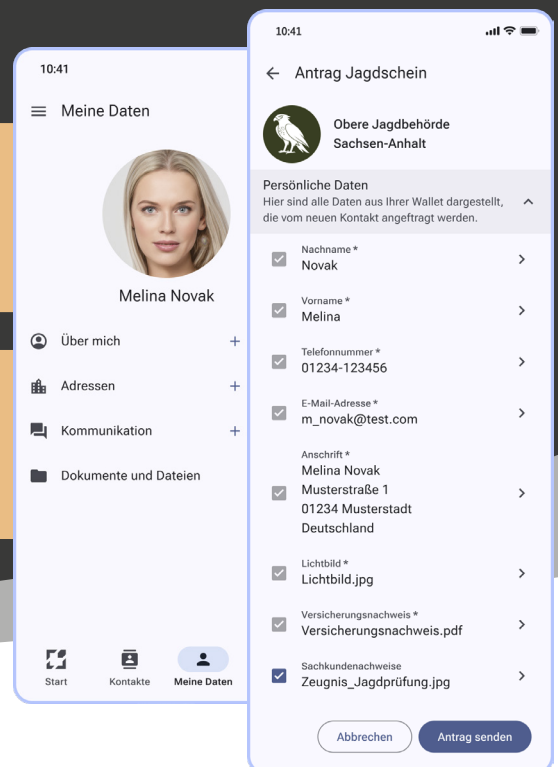 10:41
Meine Daten
Melina Novak
Über mich
Adressen
Kommunikation
Dokumente und Dateien
Start
Kontakte
Meine Daten
10:41
Antrag Jagdschein
Obere Jagdbehörde
Sachsen-Anhalt
Persönliche Daten
Hier sind alle Daten aus Ihrer Wallet dargestellt,
die vom neuen Kontakt angeftragt werden.
Nachname *
Novak
Vorname *
Melina
Telefonnummer *
01234-123456
E-Mail-Adresse *
m_novak@test.com
Anschrift *
Melina Novak
Musterstraße 1
01234 Musterstadt
Deutschland
Lichtbild *
Lichtbild.jpg
Versicherungsnachweis *
Versicherungsnachweis.pdf
Sachkundenachweise
Zeugnis_Jagdprüfung.jpg
Abbrechen
Antrag senden